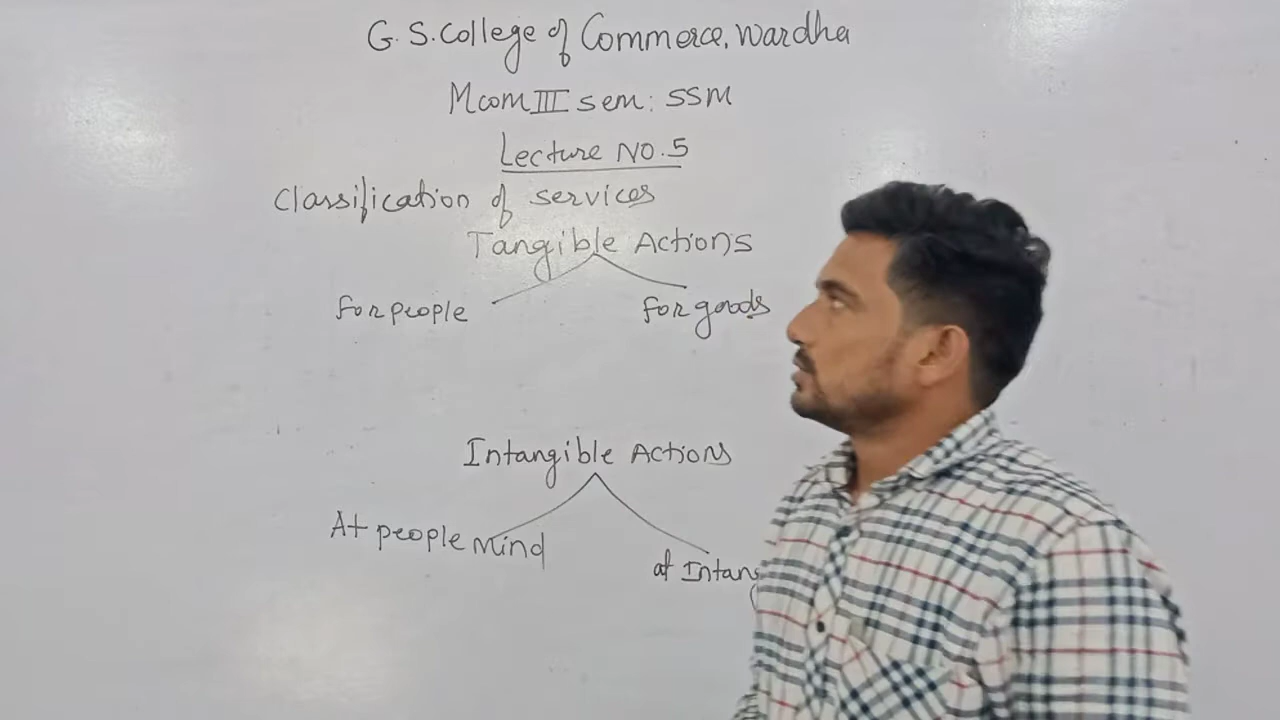 G. S. College of Commerce, Wardha
Mcom III sem: SSM
Lecture No. 5
Classification of services
Tangible Actions
for people for goods
Intangible Actions
At people Mind
at